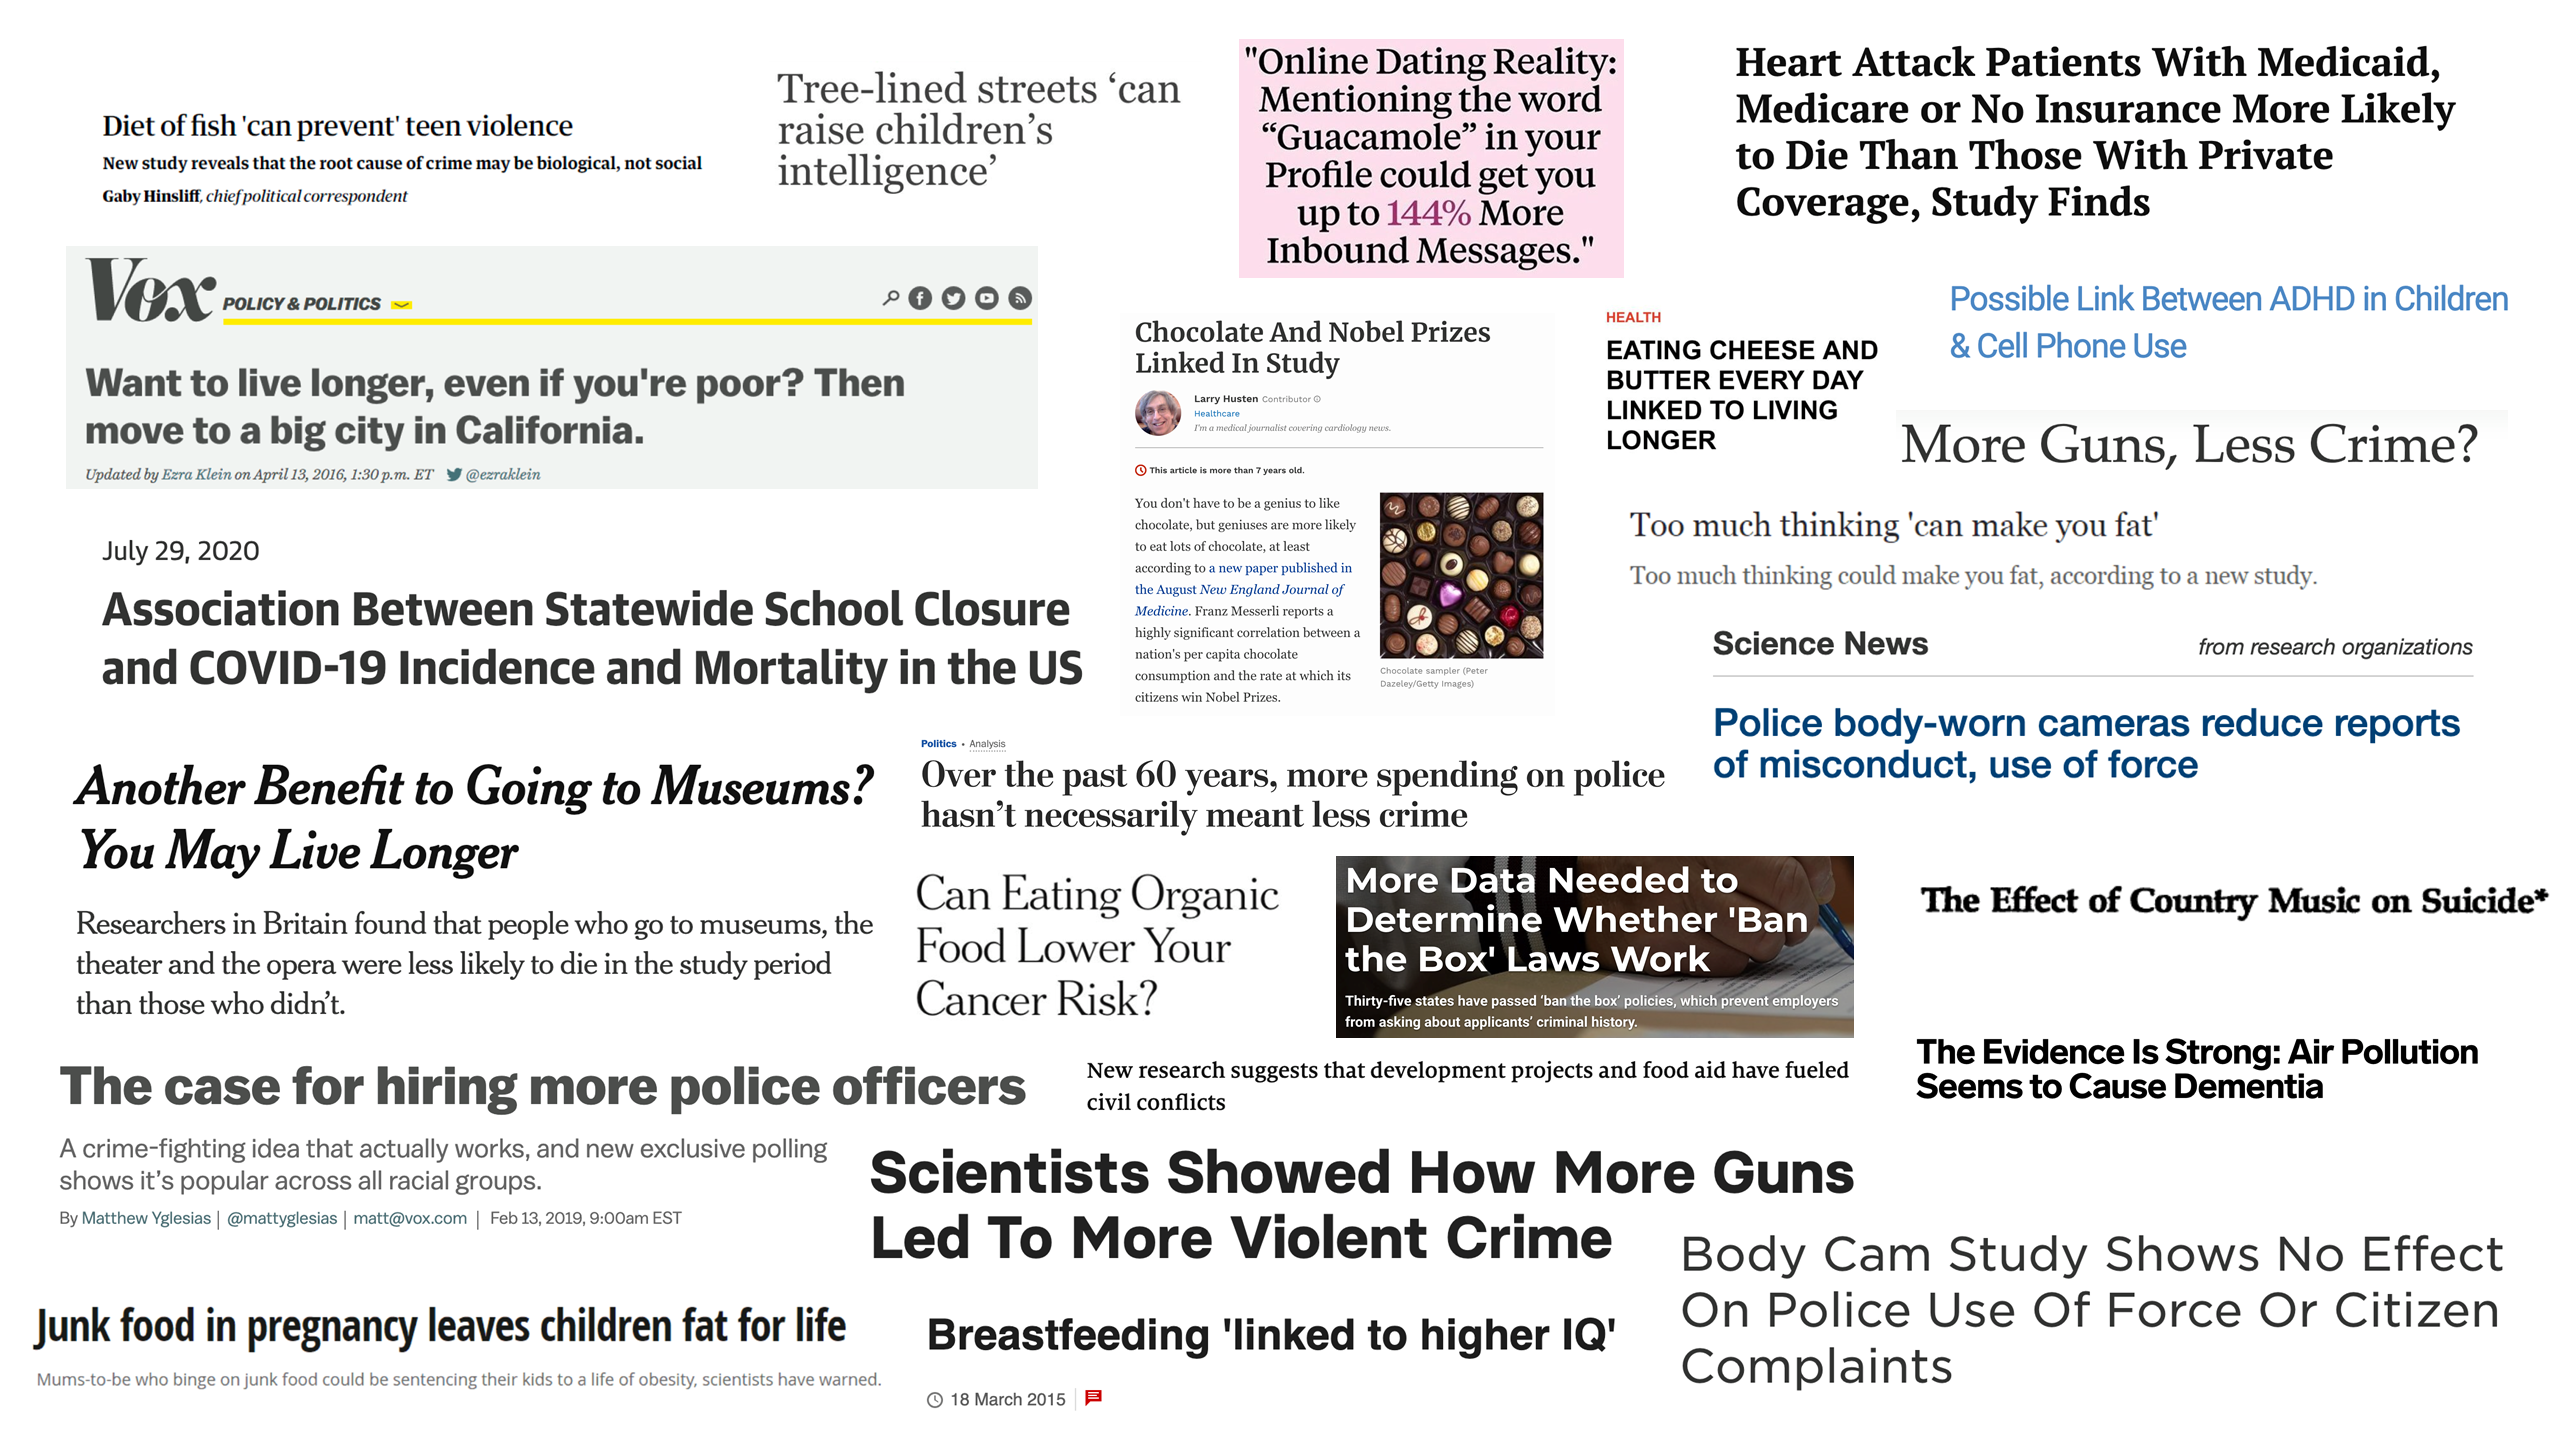 Diet of fish 'can prevent' teen violence
New study reveals that the root cause of crime may be biological, not social
Gaby Hinsliff, chief political correspondent
Tree-lined streets ‘can
raise children’s
intelligence’
"Online Dating Reality:
Mentioning the word
“Guacamole” in your
Profile could get you
up to 144% More
Inbound Messages."
Heart Attack Patients With Medicaid,
Medicare or No Insurance More Likely
to Die Than Those With Private
Coverage, Study Finds
Vox POLICY & POLITICS
Want to live longer, even if you're poor? Then
move to a big city in California.
Updated by Ezra Klein on April 13, 2016, 1:30 p.m. ET @ezraklein
Chocolate And Nobel Prizes
Linked In Study
Larry Husten Contributor
Healthcare
I'm a medical journalist covering cardiology news.
This article is more than 7 years old.
You don't have to be a genius to like
chocolate, but geniuses are more likely
to eat lots of chocolate, at least
according to a new paper published in
the August New England Journal of
Medicine. Franz Messerli reports a
highly significant correlation between a
nation's per capita chocolate
consumption and the rate at which its
citizens win Nobel Prizes.
Chocolate sampler (Peter
Dazeley/Getty Images)
HEALTH
EATING CHEESE AND
BUTTER EVERY DAY
LINKED TO LIVING
LONGER
Possible Link Between ADHD in Children
& Cell Phone Use
More Guns, Less Crime?
Too much thinking 'can make you fat'
Too much thinking could make you fat, according to a new study.
July 29, 2020
Association Between Statewide School Closure
and COVID-19 Incidence and Mortality in the US
Science News from research organizations
Police body-worn cameras reduce reports
of misconduct, use of force
Another Benefit to Going to Museums?
You May Live Longer
Researchers in Britain found that people who go to museums, the
theater and the opera were less likely to die in the study period
than those who didn’t.
Politics • Analysis
Over the past 60 years, more spending on police
hasn’t necessarily meant less crime
Can Eating Organic
Food Lower Your
Cancer Risk?
More Data Needed to
Determine Whether 'Ban
the Box' Laws Work
Thirty-five states have passed ‘ban the box’ policies, which prevent employers
from asking about applicants’ criminal history.
The Effect of Country Music on Suicide*
The case for hiring more police officers
A crime-fighting idea that actually works, and new exclusive polling
shows it’s popular across all racial groups.
By Matthew Yglesias | @mattyglesias | matt@vox.com | Feb 13, 2019, 9:00am EST
New research suggests that development projects and food aid have fueled
civil conflicts
The Evidence Is Strong: Air Pollution
Seems to Cause Dementia
Scientists Showed How More Guns
Led To More Violent Crime
Body Cam Study Shows No Effect
On Police Use Of Force Or Citizen
Complaints
Junk food in pregnancy leaves children fat for life
Mums-to-be who binge on junk food could be sentencing their kids to a life of obesity, scientists have warned.
Breastfeeding 'linked to higher IQ'
18 March 2015